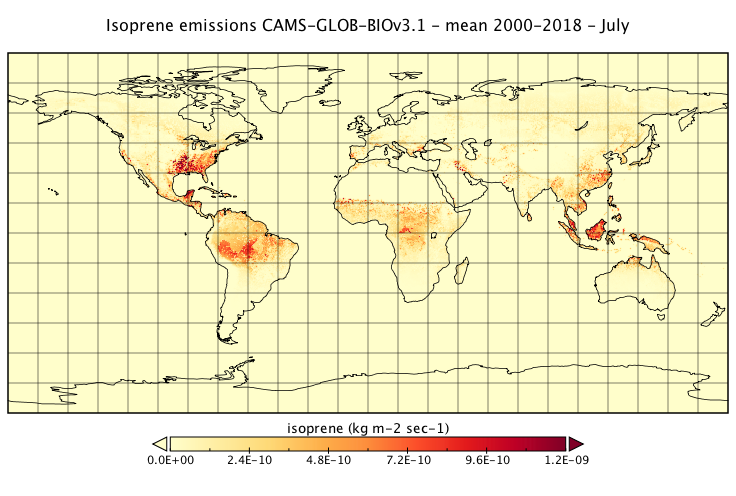 Isoprene emissions CAMS-GLOB-BIOv3.1 - mean 2000-2018 - July
isoprene (kg m-2 sec-1)
0.0E+00 2.4E-10 4.8E-10 7.2E-10 9.6E-10 1.2E-09